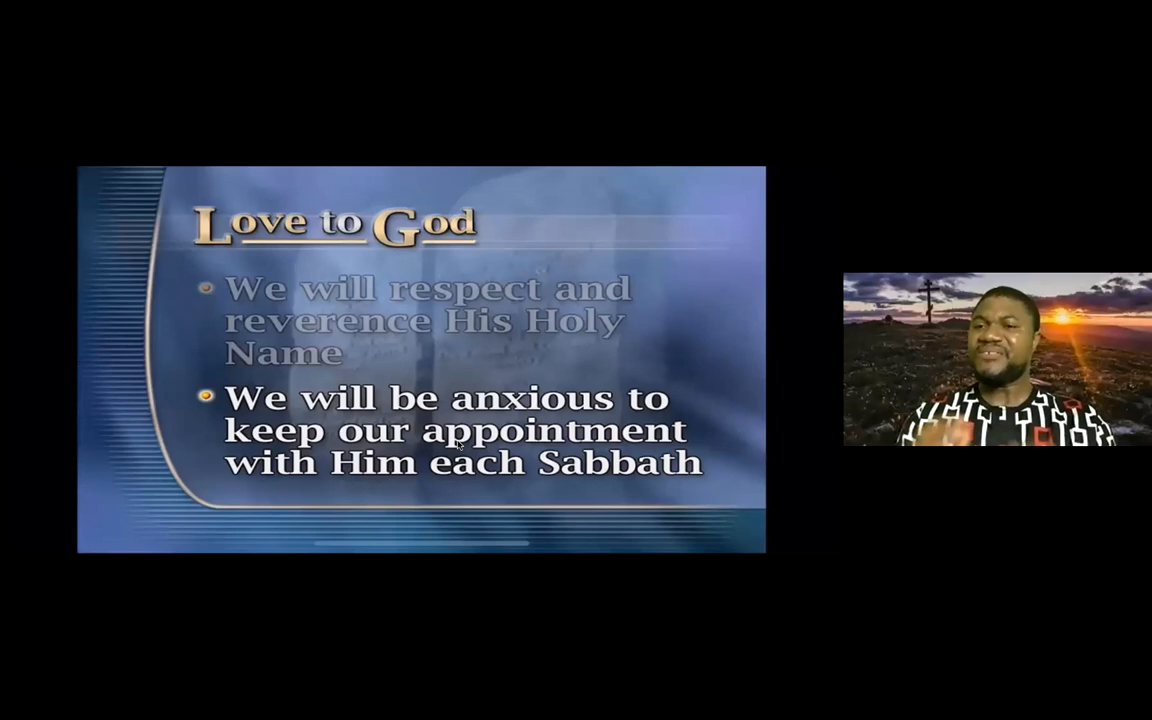 Love to God
• We will respect and
reverence His Holy
Name
• We will be anxious to
keep our appointment
with Him each Sabbath